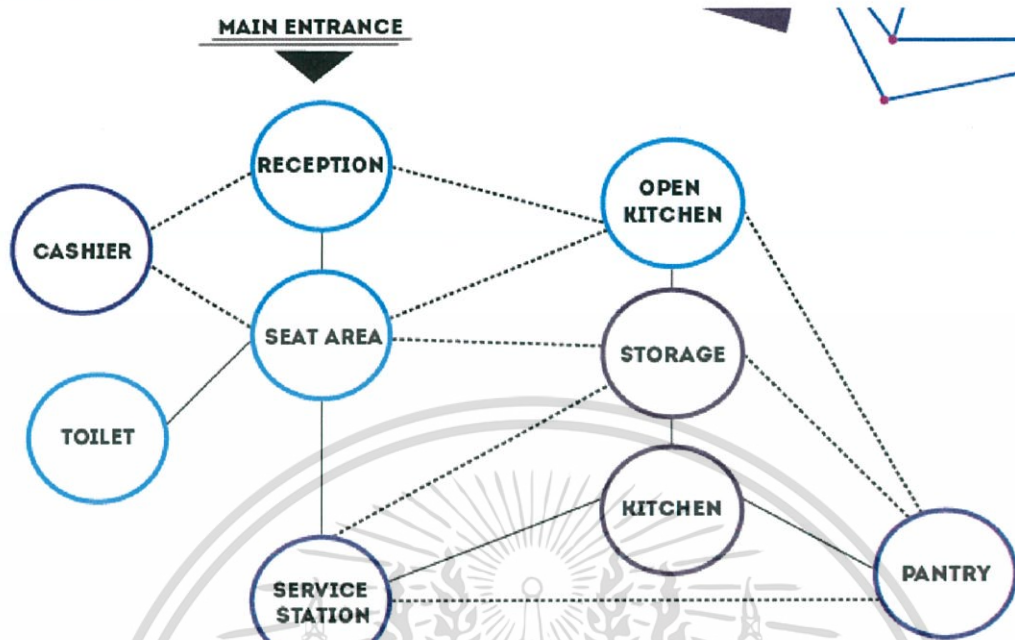 MAIN ENTRANCE
RECEPTION
OPEN
KITCHEN
CASHIER
SEAT AREA
STORAGE
TOILET
KITCHEN
PANTRY
SERVICE
STATION